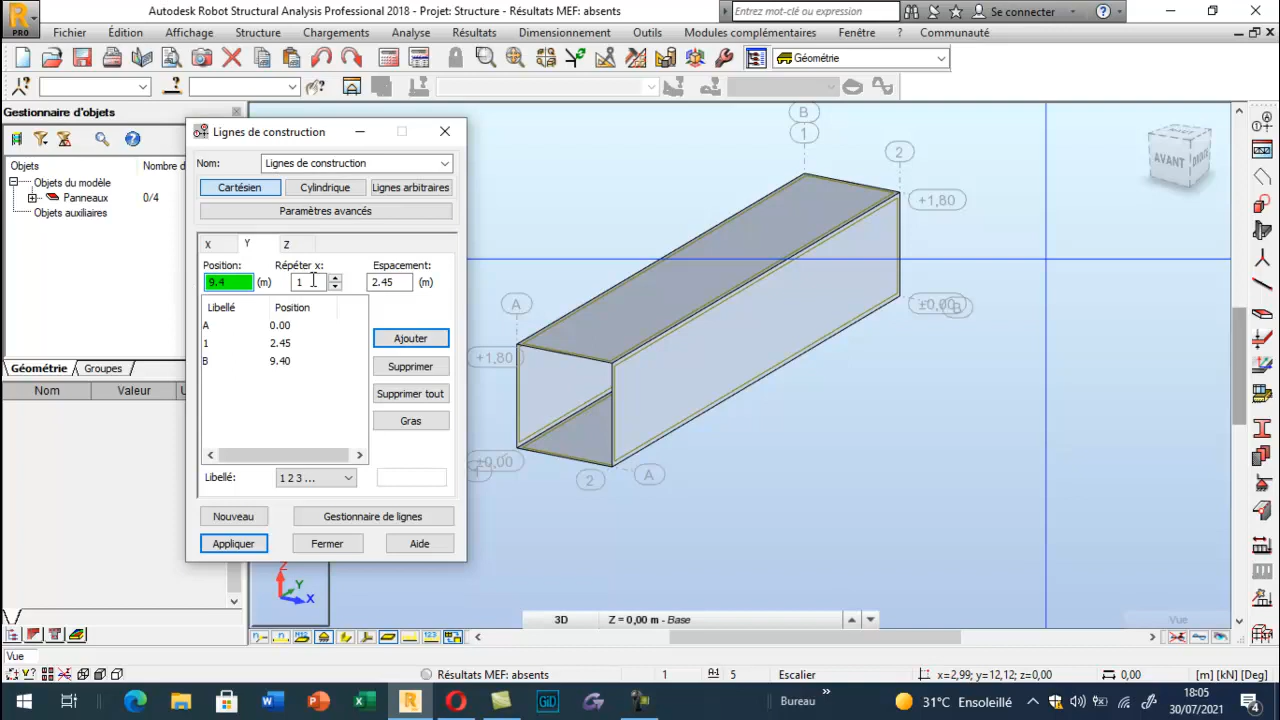 PRO
Autodesk Robot Structural Analysis Professional 2018 - Projet: Structure - Résultats MEF: absents
Entrez mot-clé ou expression
Se connecter
Fichier Édition Affichage Structure Chargements Analyse Résultats Dimensionnement Outils Modules complémentaires Fenêtre ? Communauté
Géométrie
Gestionnaire d'objets
Objets Nombre d
Objets du modèle
Panneaux 0/4
Objets auxiliaires
Géométrie Groupes
Nom Valeur U
Lignes de construction
Nom: Lignes de construction
Cartésien Cylindrique Lignes arbitraires
Paramètres avancés
X Y Z
Position: Répéter x: Espacement:
9.4 (m) 1 2.45 (m)
Libellé Position
A 0.00
1 2.45
B 9.40
Ajouter
Supprimer
Supprimer tout
Gras
Libellé: 1 2 3 ...
Nouveau Gestionnaire de lignes
Appliquer Fermer Aide
B
1
2
+1,80
A
±0,00 B
+1,80
±0,00
1
2
A
AVANT
Z
Y
X
3D Z = 0,00 m - Base
Vue
Vue
Résultats MEF: absents 1 5 Escalier x=2,99; y=12,12; z=0,00 0,00 [m] [kN] [Deg]
Bureau
31°C Ensoleillé
18:05
30/07/2021
4